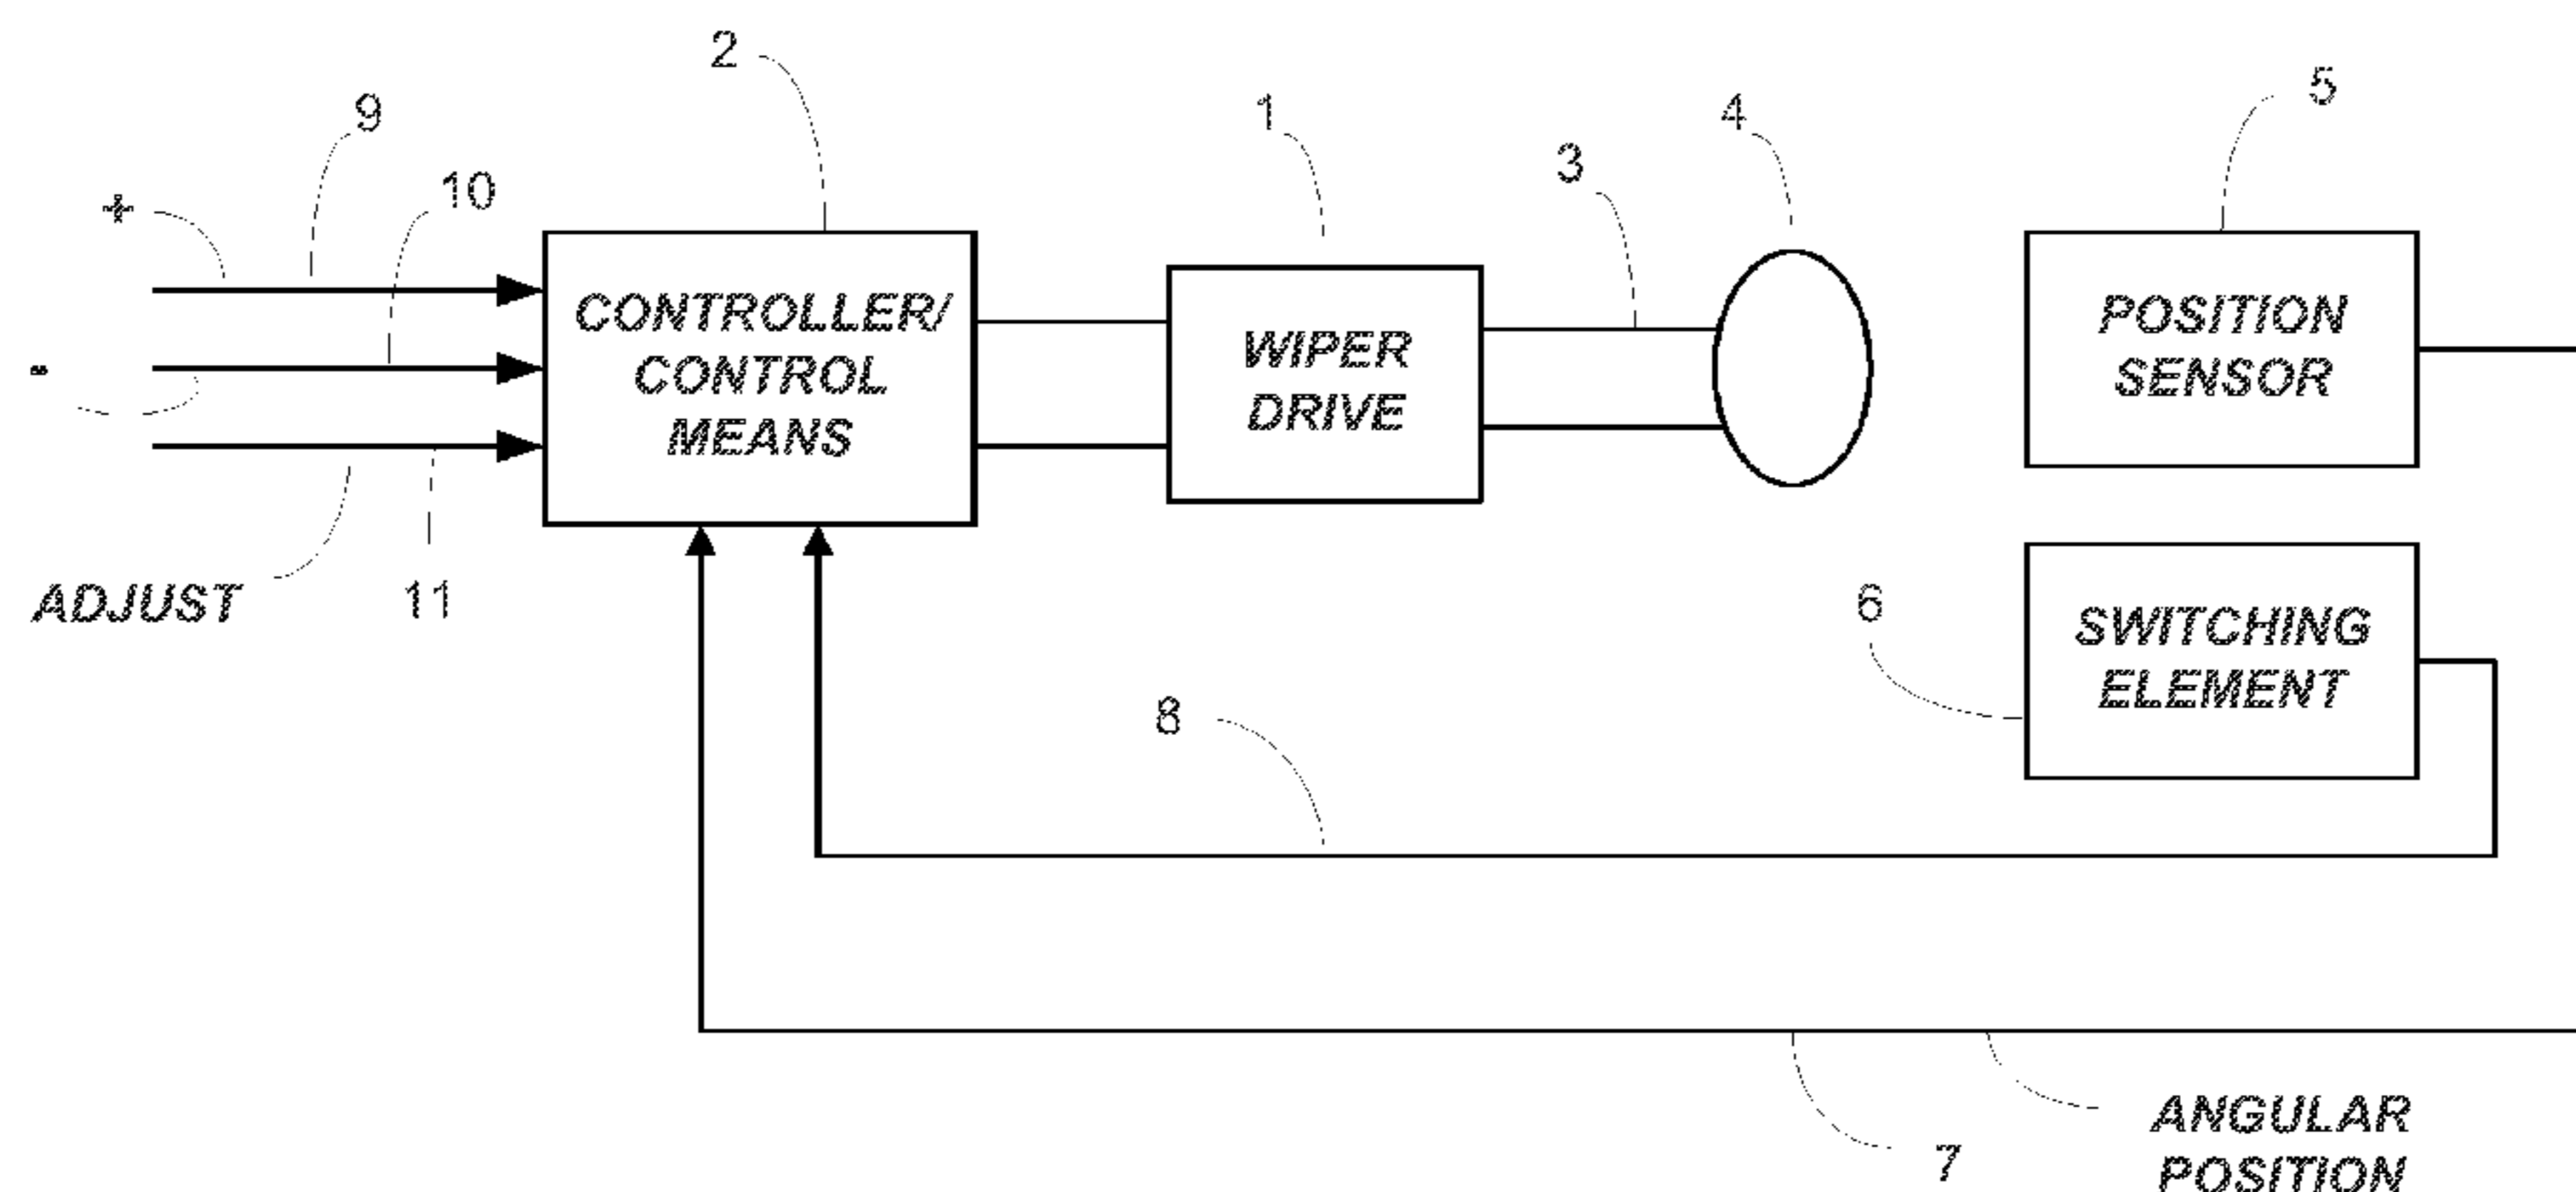 2
5
9
1
4
3
10
+
CONTROLLER/
CONTROL
MEANS
WIPER
DRIVE
POSITION
SENSOR
-
ADJUST
11
6
SWITCHING
ELEMENT
8
7
ANGULAR
POSITION